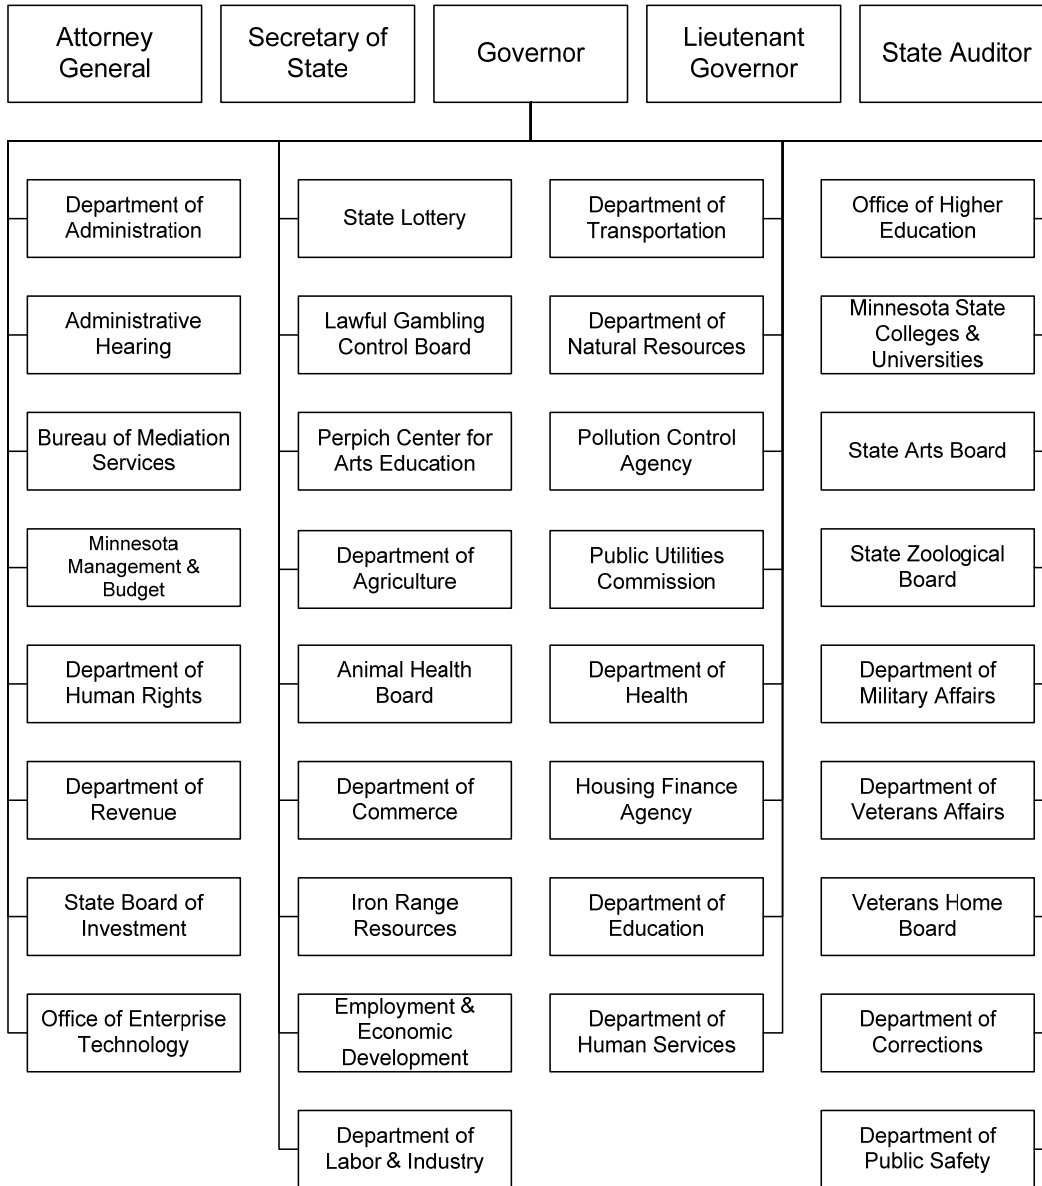 Attorney
General
Secretary of
State
Governor
Lieutenant
Governor
State Auditor
Department of
Administration
Administrative
Hearing
Bureau of Mediation
Services
Minnesota
Management &
Budget
Department of
Human Rights
Department of
Revenue
State Board of
Investment
Office of Enterprise
Technology
State Lottery
Lawful Gambling
Control Board
Perpich Center for
Arts Education
Department of
Agriculture
Animal Health
Board
Department of
Commerce
Iron Range
Resources
Employment &
Economic
Development
Department of
Labor & Industry
Department of
Transportation
Department of
Natural Resources
Pollution Control
Agency
Public Utilities
Commission
Department of
Health
Housing Finance
Agency
Department of
Education
Department of
Human Services
Office of Higher
Education
Minnesota State
Colleges &
Universities
State Arts Board
State Zoological
Board
Department of
Military Affairs
Department of
Veterans Affairs
Veterans Home
Board
Department of
Corrections
Department of
Public Safety